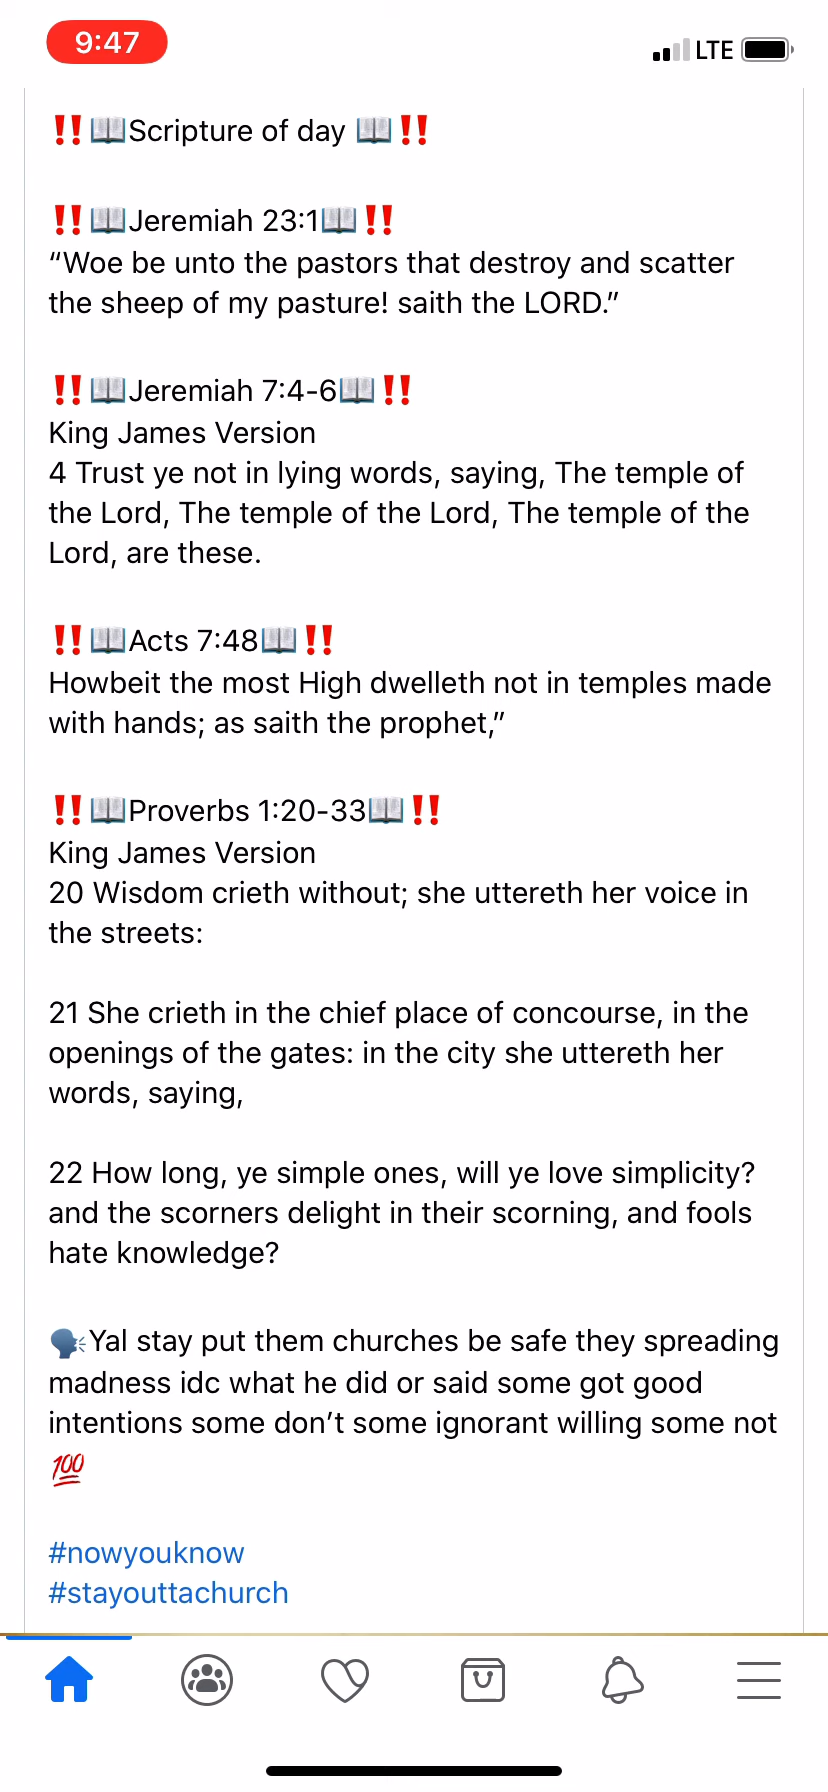 9:47
LTE
‼️📖Scripture of day 📖‼️
‼️📖Jeremiah 23:1📖‼️
“Woe be unto the pastors that destroy and scatter
the sheep of my pasture! saith the LORD.”
‼️📖Jeremiah 7:4-6📖‼️
King James Version
4 Trust ye not in lying words, saying, The temple of
the Lord, The temple of the Lord, The temple of the
Lord, are these.
‼️📖Acts 7:48📖‼️
Howbeit the most High dwelleth not in temples made
with hands; as saith the prophet,”
‼️📖Proverbs 1:20-33📖‼️
King James Version
20 Wisdom crieth without; she uttereth her voice in
the streets:
21 She crieth in the chief place of concourse, in the
openings of the gates: in the city she uttereth her
words, saying,
22 How long, ye simple ones, will ye love simplicity?
and the scorners delight in their scorning, and fools
hate knowledge?
🗣Yal stay put them churches be safe they spreading
madness idc what he did or said some got good
intentions some don’t some ignorant willing some not
💯
#nowyouknow
#stayouttachurch